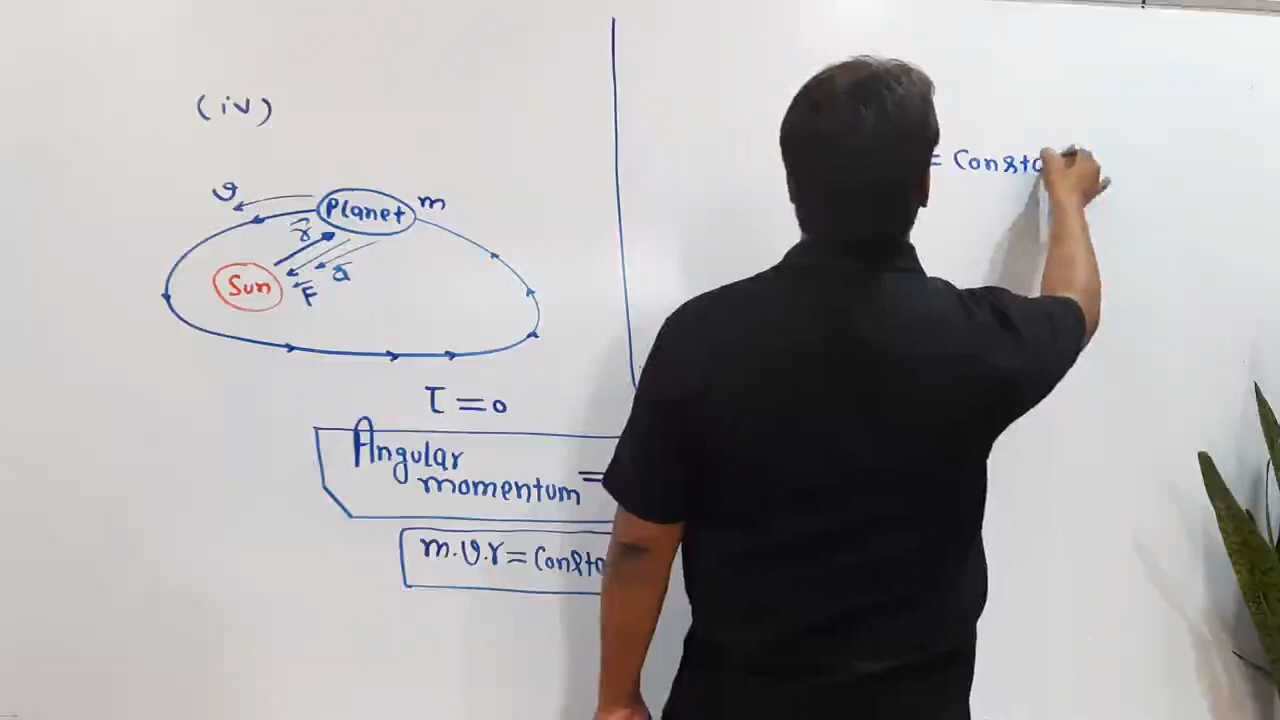 (iv)
v
Planet m
r
Sun
a
F
τ = 0
Angular
momentum =
m.v.r = Consta
= Consta